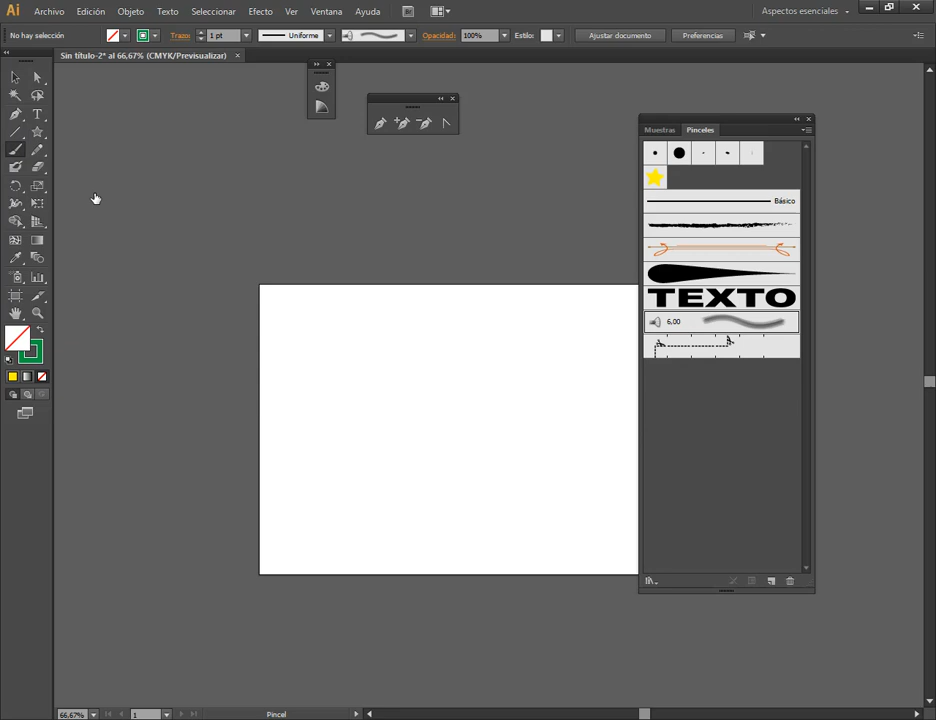 Ai Archivo Edición Objeto Texto Seleccionar Efecto Ver Ventana Ayuda Br Aspectos esenciales
No hay selección Trazo: 1 pt Uniforme Opacidad: 100% Estilo: Ajustar documento Preferencias
Sin título-2* al 66,67% (CMYK/Previsualizar)
Muestras Pinceles
Básico
TEXTO
6,00
66,67% 1 Pincel